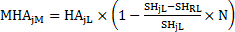 MHA_jM = HA_jL × (1 − (SH_jL−SH_RL)/SH_jL × N)